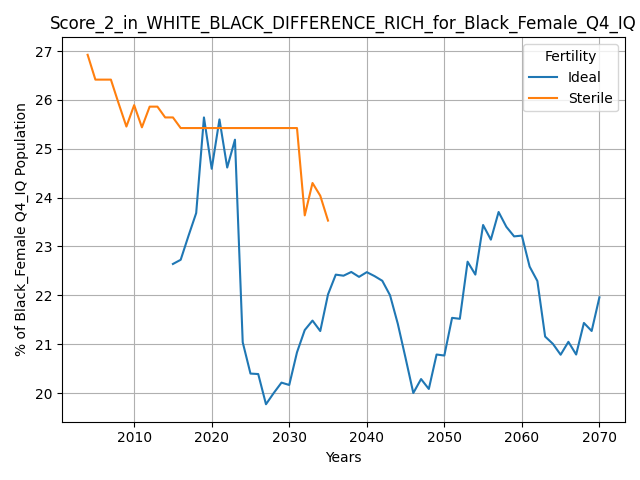 Score_2_in_WHITE_BLACK_DIFFERENCE_RICH_for_Black_Female_Q4_IQ
Fertility
Ideal
Sterile
% of Black_Female Q4_IQ Population
27
26
25
24
23
22
21
20
2010 2020 2030 2040 2050 2060 2070
Years